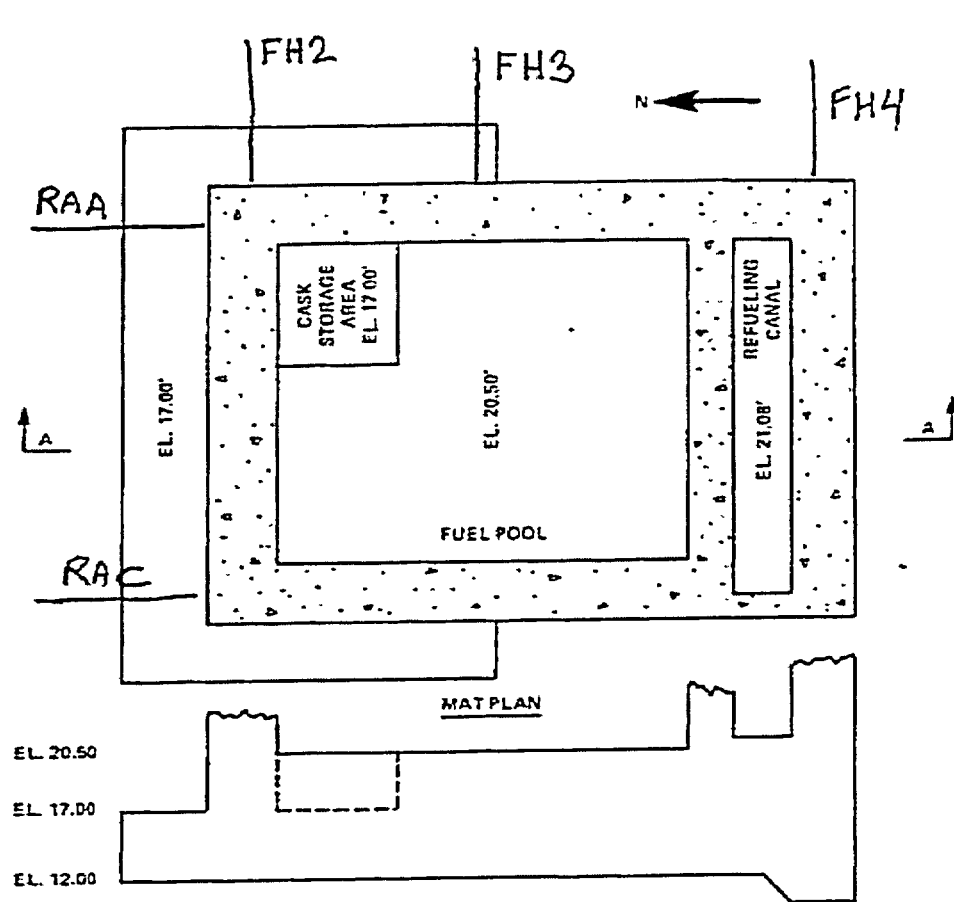 FH2
FH3
N
FH4
RAA
CASK
STORAGE
AREA
EL. 17.00'
REFUELING
CANAL
EL. 17.00'
EL. 20.50'
EL. 21.08'
A
FUEL POOL
RAC
MAT PLAN
EL. 20.50
EL. 17.00
EL. 12.00